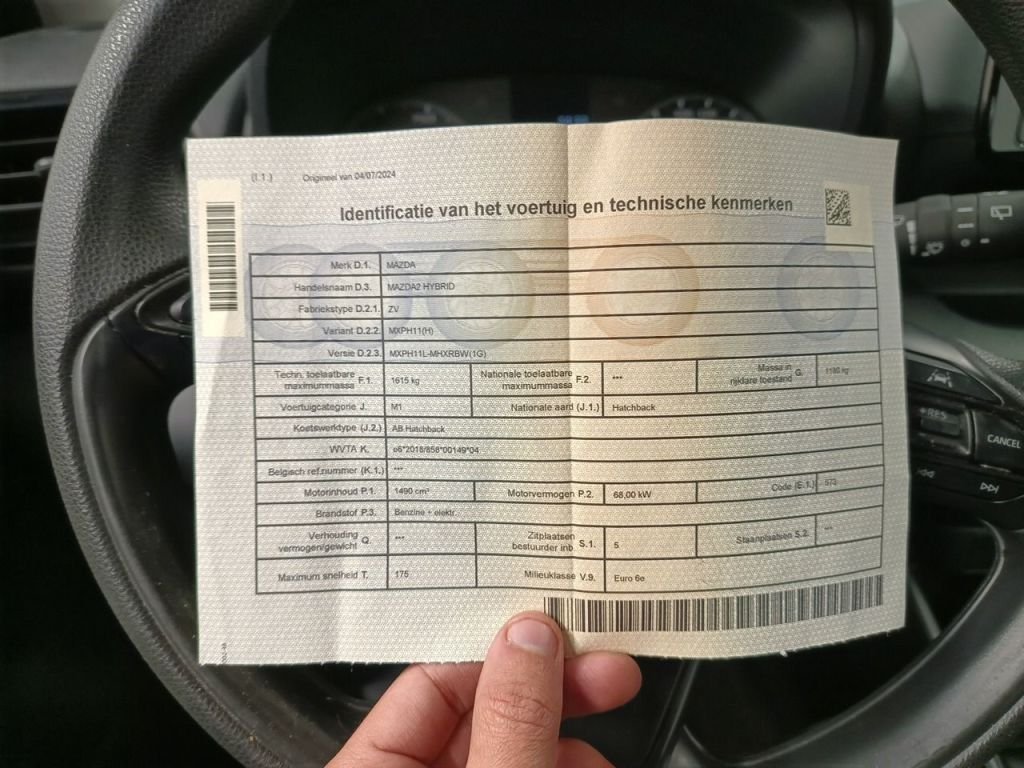 (I.1.) Origineel van 04/07/2024
Identificatie van het voertuig en technische kenmerken
Merk D.1. MAZDA
Handelsnaam D.3. MAZDA2 HYBRID
Fabriekstype D.2.1. ZV
Variant D.2.2. MXPH11(H)
Versie D.2.3. MXPH11L-MHXRBW(1G)
Techn. toelaatbare maximummassa F.1. 1615 kg Nationale toelaatbare maximummassa F.2. --- Massa in rijklare toestand G. 1180 kg
Voertuigcategorie J. M1 Nationale aard (J.1.) Hatchback
Koetswerktype (J.2.) AB Hatchback
WVTA K. e6*2018/858*00149*04
Belgisch ref.nummer (K.1.) ---
Motorinhoud P.1. 1490 cm³ Motorvermogen P.2. 68,00 kW Code (E.1.) 573
Brandstof P.3. Benzine + elektr.
Verhouding vermogen/gewicht Q. --- Zitplaatsen bestuurder inb. S.1. 5 Staanplaatsen S.2. ---
Maximum snelheid T. 175 Milieuklasse V.9. Euro 6e
+RES
CANCEL